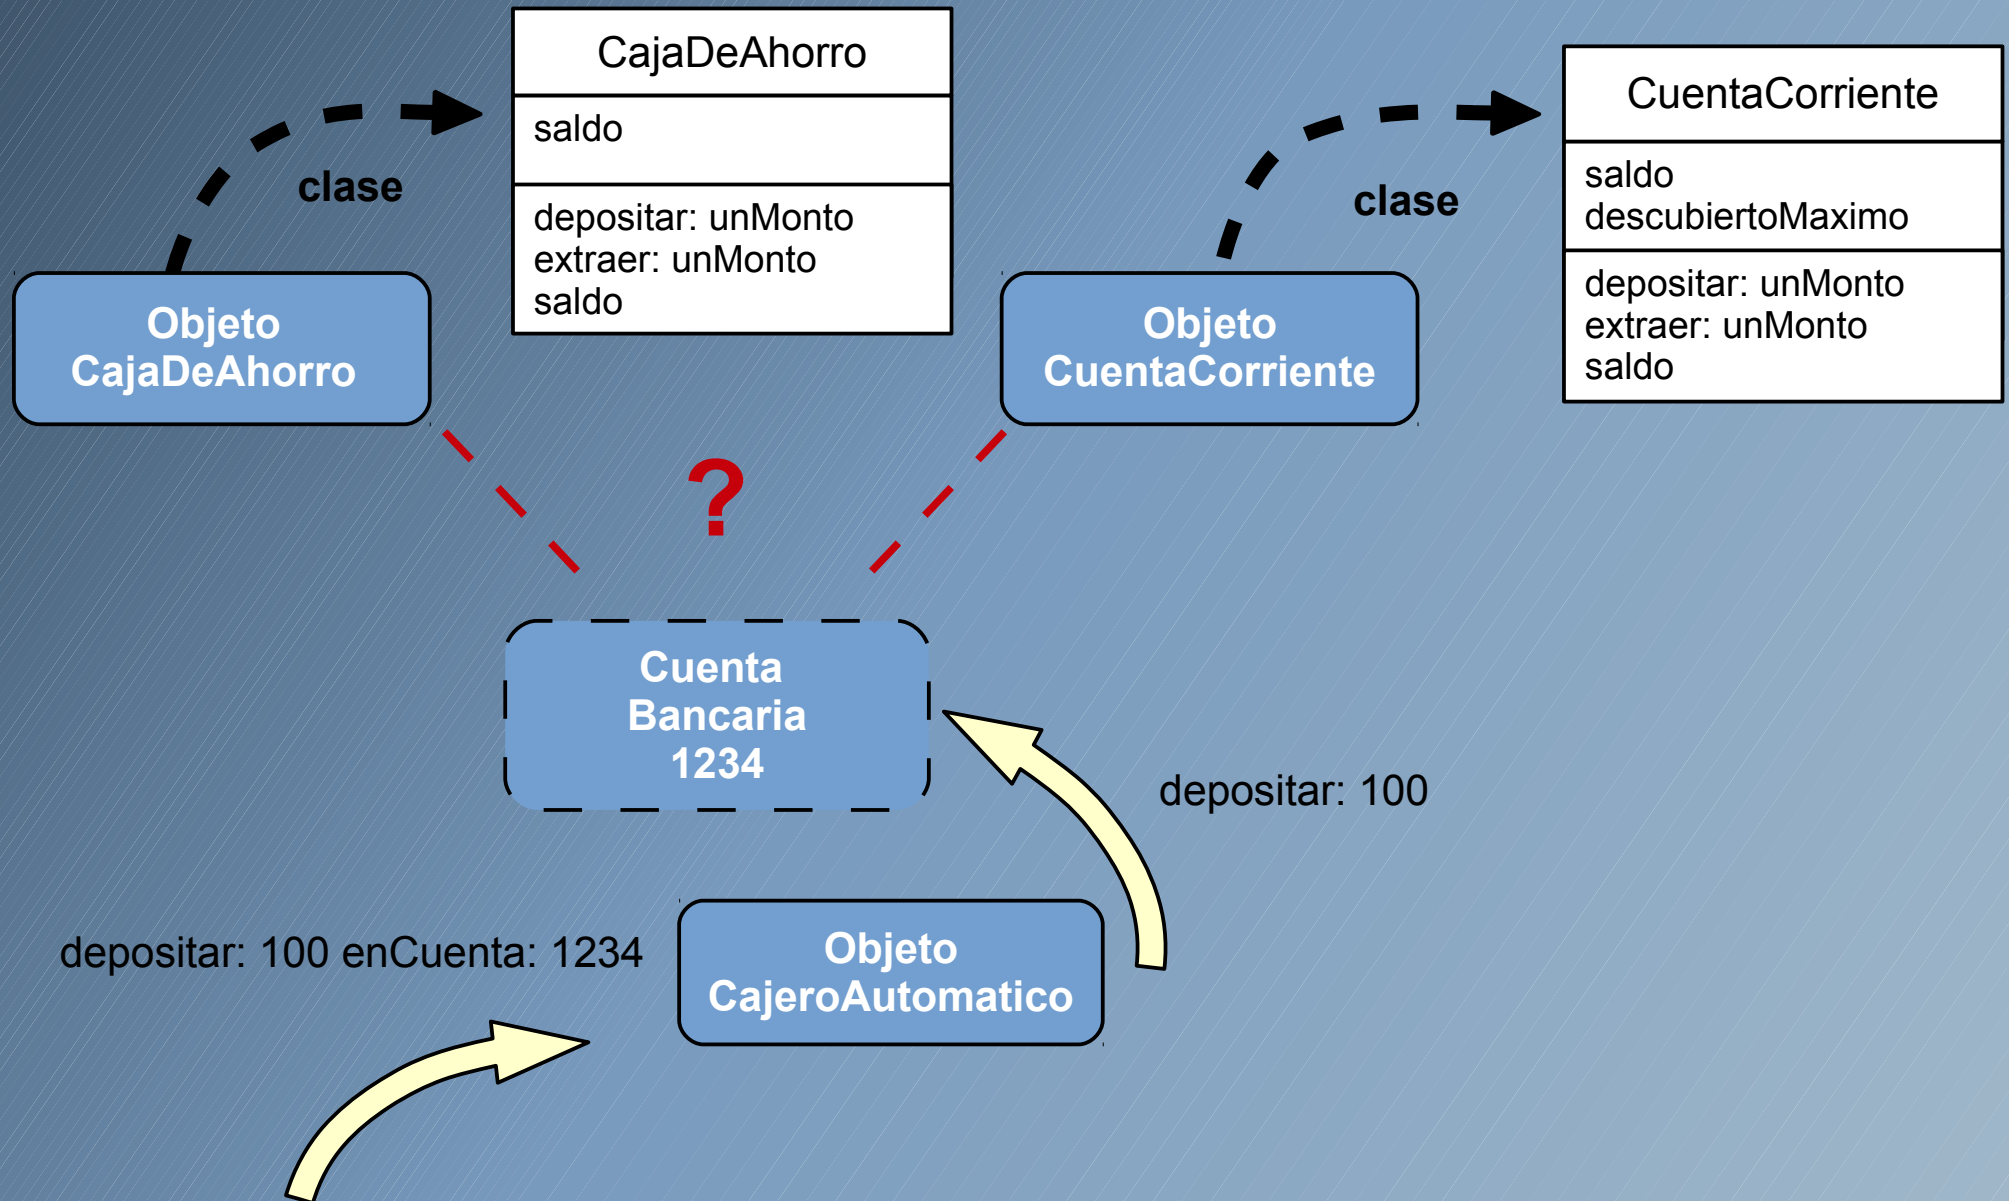 CajaDeAhorro
saldo
depositar: unMonto
extraer: unMonto
saldo
clase
Objeto
CajaDeAhorro
CuentaCorriente
saldo
descubiertoMaximo
depositar: unMonto
extraer: unMonto
saldo
clase
Objeto
CuentaCorriente
?
Cuenta
Bancaria
1234
depositar: 100
depositar: 100 enCuenta: 1234
Objeto
CajeroAutomatico